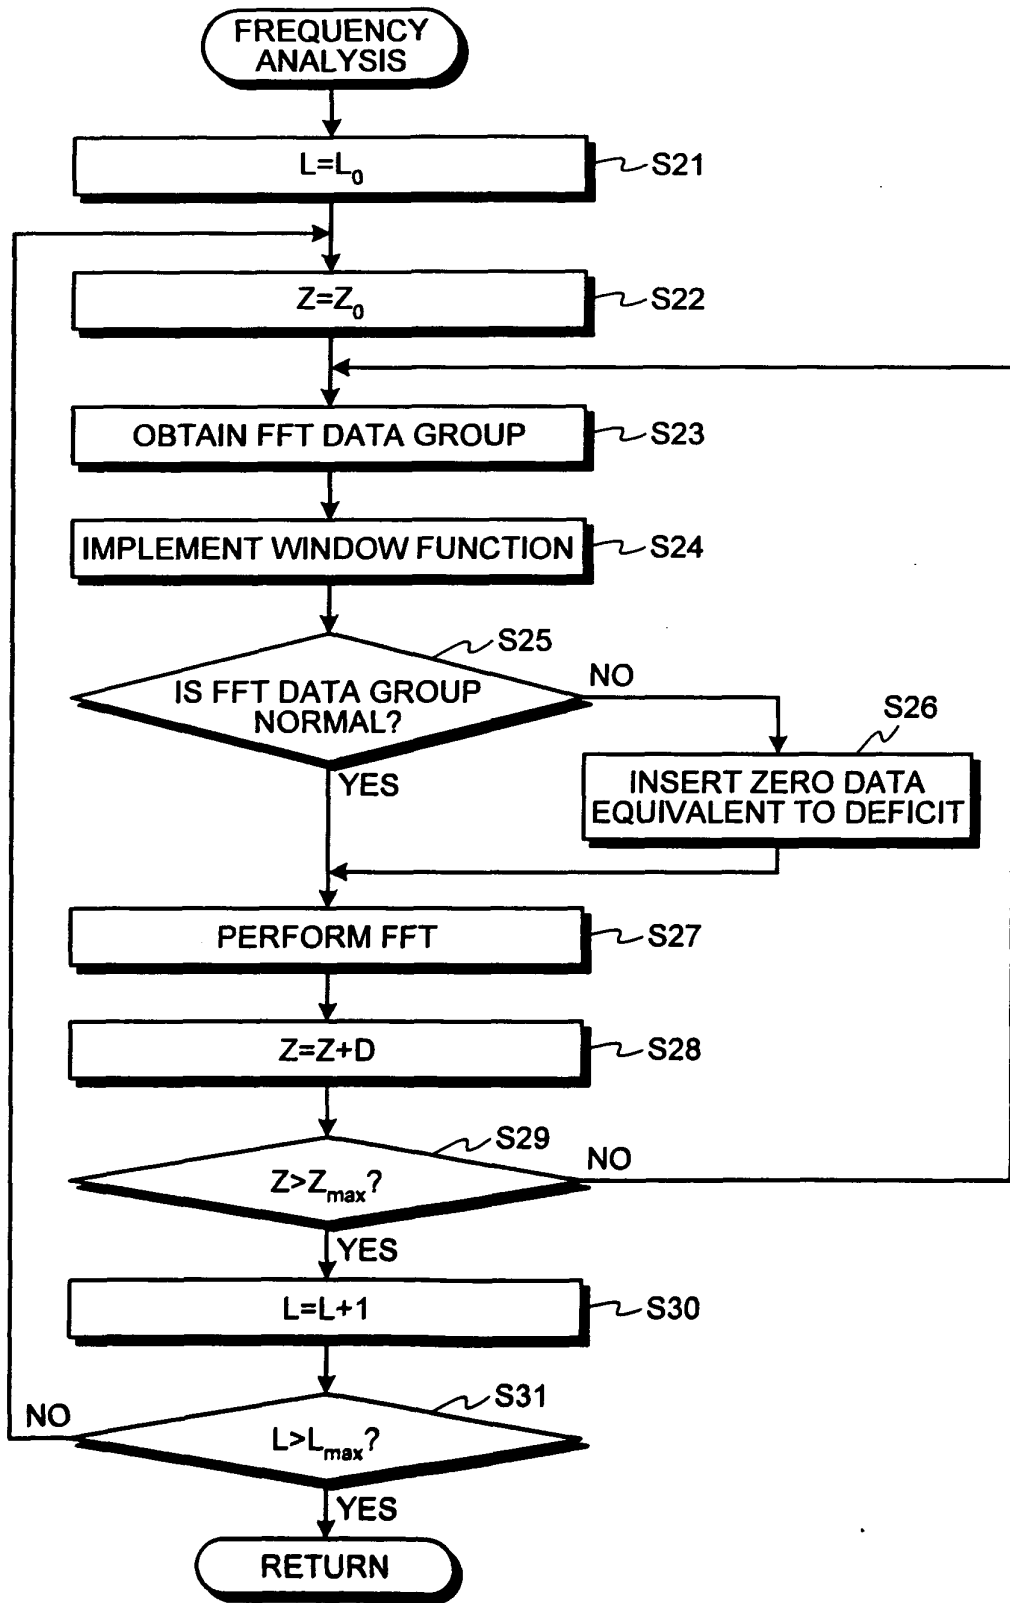 FREQUENCY
ANALYSIS
L=L₀
S21
Z=Z₀
S22
OBTAIN FFT DATA GROUP
S23
IMPLEMENT WINDOW FUNCTION
S24
S25
IS FFT DATA GROUP
NORMAL?
NO
YES
S26
INSERT ZERO DATA
EQUIVALENT TO DEFICIT
PERFORM FFT
S27
Z=Z+D
S28
S29
Z>Zmax?
NO
YES
L=L+1
S30
S31
L>Lmax?
NO
YES
RETURN